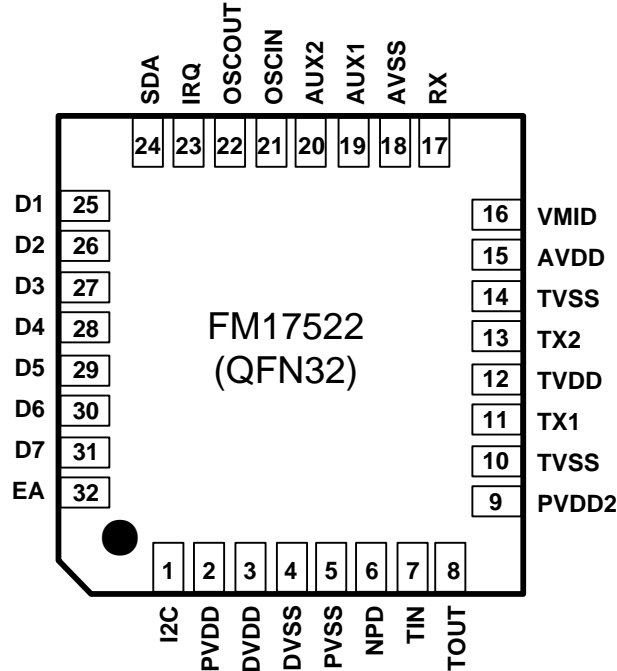 SDA
IRQ
OSCOUT
OSCIN
AUX2
AUX1
AVSS
RX
24
23
22
21
20
19
18
17
D1 25
D2 26
D3 27
D4 28
D5 29
D6 30
D7 31
EA 32
FM17522
(QFN32)
16 VMID
15 AVDD
14 TVSS
13 TX2
12 TVDD
11 TX1
10 TVSS
9 PVDD2
1
2
3
4
5
6
7
8
I2C
PVDD
DVDD
DVSS
PVSS
NPD
TIN
TOUT